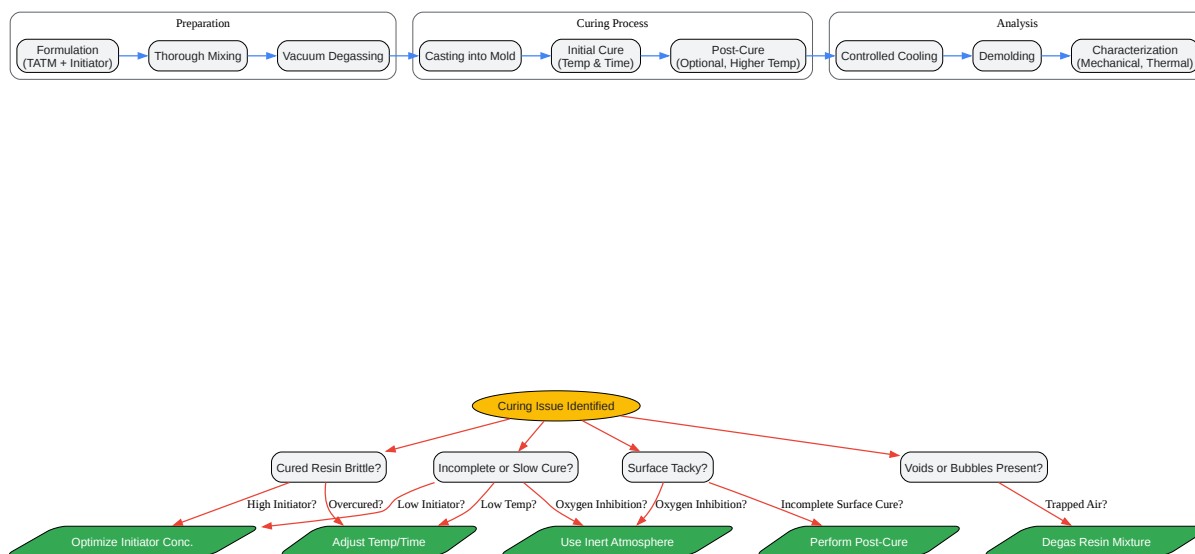 Preparation
Curing Process
Analysis
Formulation
(TATM + Initiator)
Thorough Mixing
Vacuum Degassing
Casting into Mold
Initial Cure
(Temp & Time)
Post-Cure
(Optional, Higher Temp)
Controlled Cooling
Demolding
Characterization
(Mechanical, Thermal)
Curing Issue Identified
Cured Resin Brittle?
Incomplete or Slow Cure?
Surface Tacky?
Voids or Bubbles Present?
High Initiator?
Overcured?
Low Initiator?
Low Temp?
Oxygen Inhibition?
Oxygen Inhibition?
Incomplete Surface Cure?
Trapped Air?
Optimize Initiator Conc.
Adjust Temp/Time
Use Inert Atmosphere
Perform Post-Cure
Degas Resin Mixture